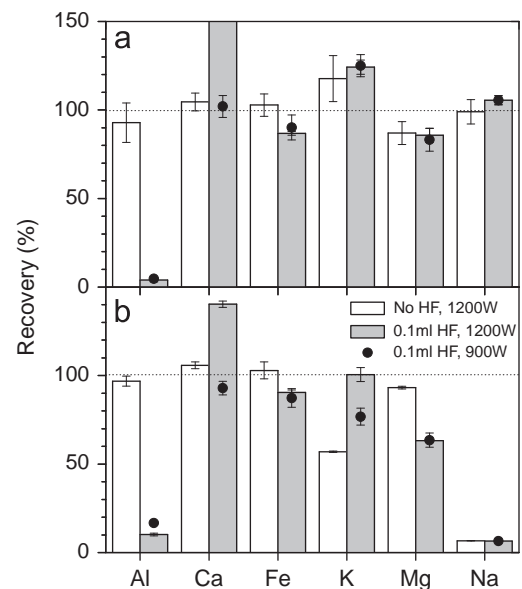 150
a
100
50
0
b
No HF, 1200W
0.1ml HF, 1200W
0.1ml HF, 900W
100
50
0
Recovery (%)
Al Ca Fe K Mg Na